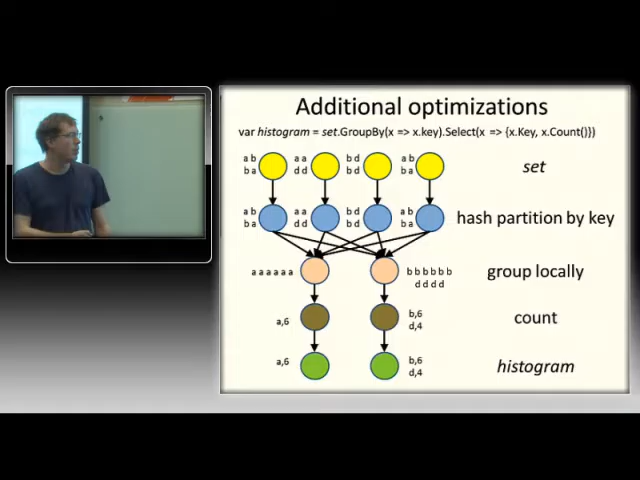 Additional optimizations
var histogram = set.GroupBy(x => x.key).Select(x => {x.Key, x.Count()})
a b a a b d a b
b a d d b d b a
set
a b a a b d a b
b a d d b d b a
hash partition by key
a a a a a a
b b b b b b
d d d d
group locally
a,6
b,6
d,4
count
a,6
b,6
d,4
histogram